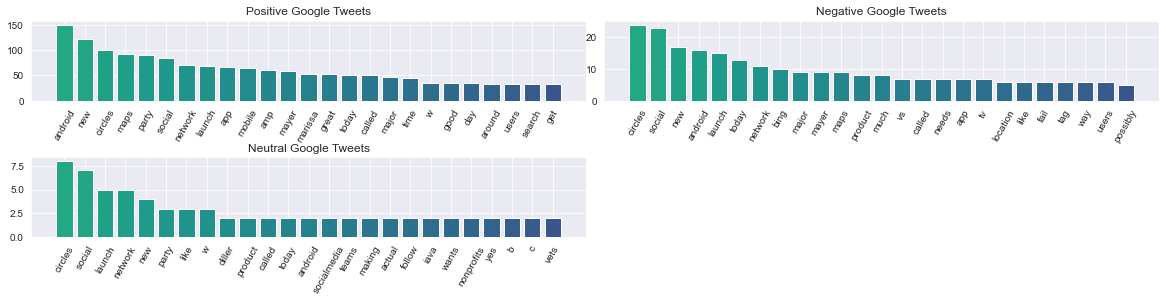 Positive Google Tweets
150
100
50
0
android new circles maps party social network launch app mobile amp mayer marissa great today called major time w good day around users search get
Negative Google Tweets
20
10
0
circles social new android launch today network bing major mayer maps product much vs called needs app tv location like fail tag way users possibly
Neutral Google Tweets
7.5
5.0
2.5
0.0
circles social launch network new party like w diller product called today android socialmedia teams making actual follow iava wants nonprofits yes b c vets